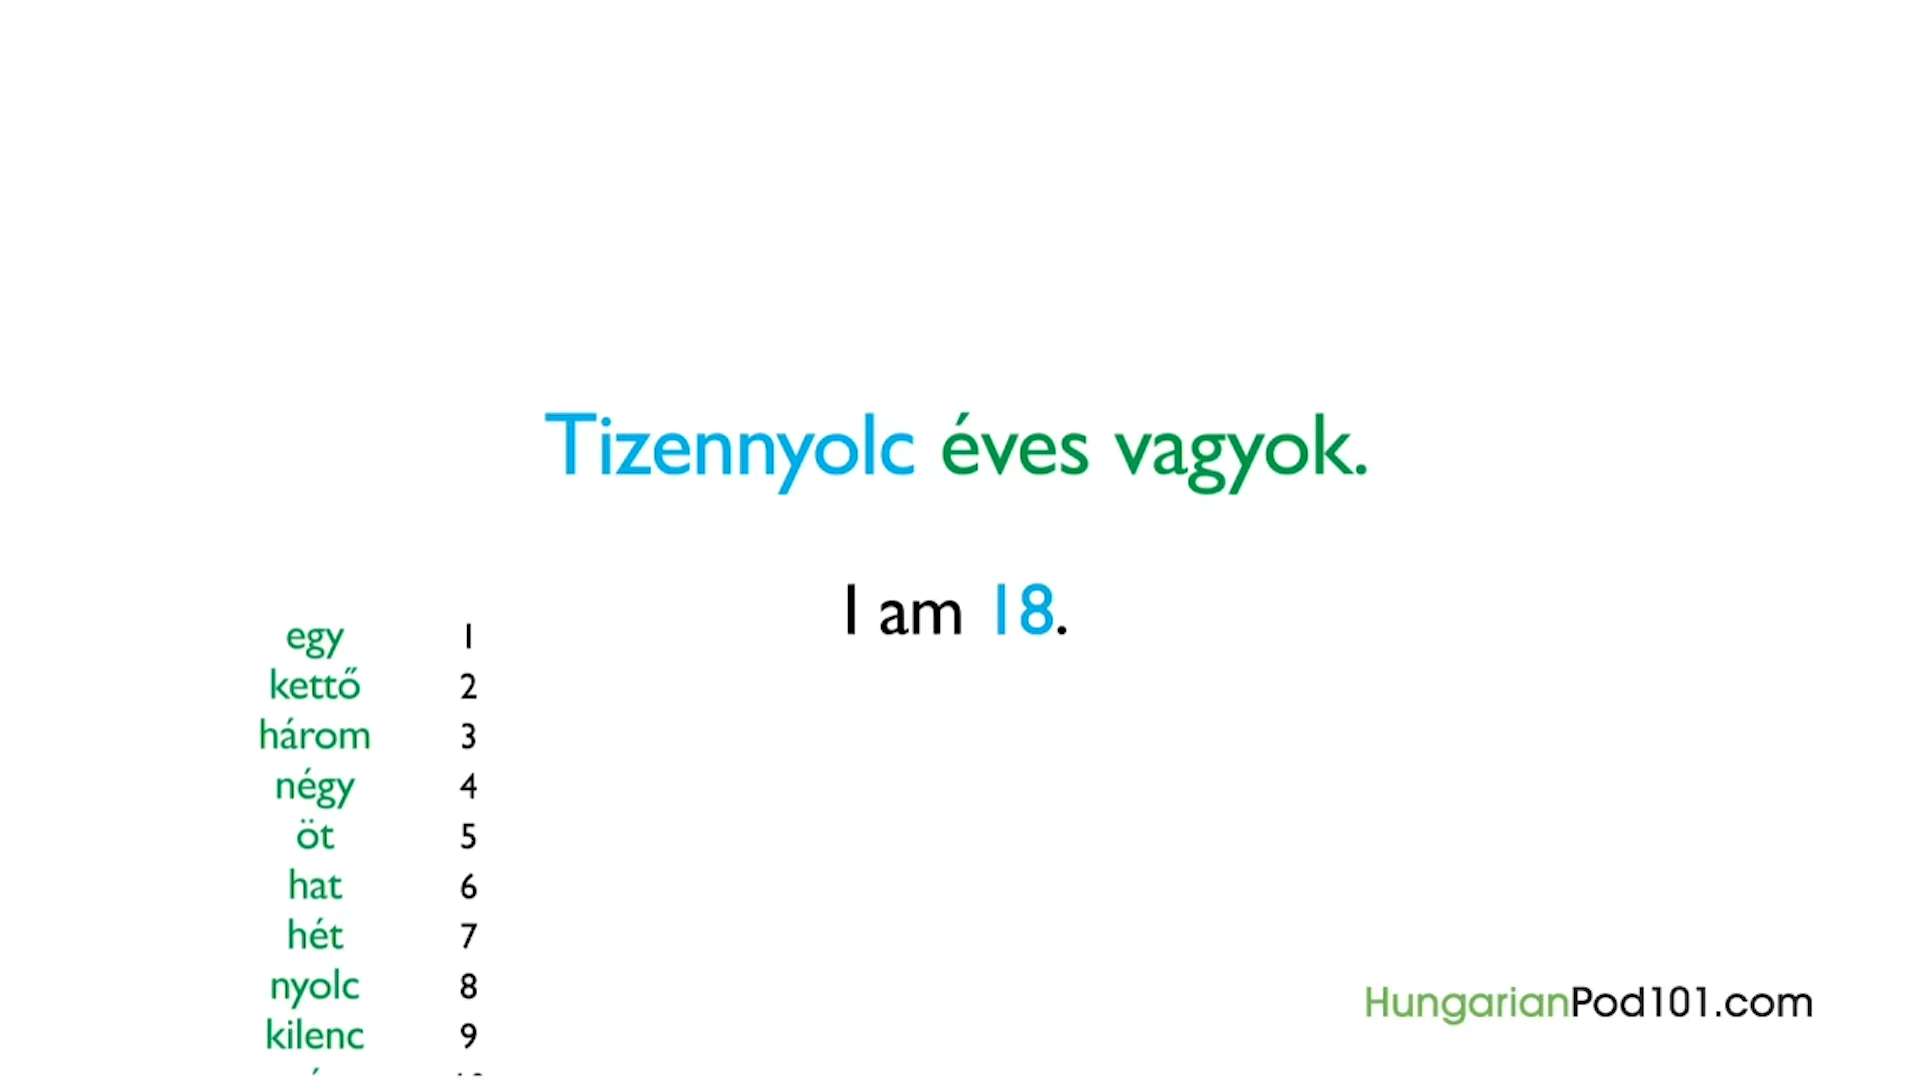 Tizennyolc éves vagyok.
I am 18.
egy 1
kettő 2
három 3
négy 4
öt 5
hat 6
hét 7
nyolc 8
kilenc 9
HungarianPod101.com